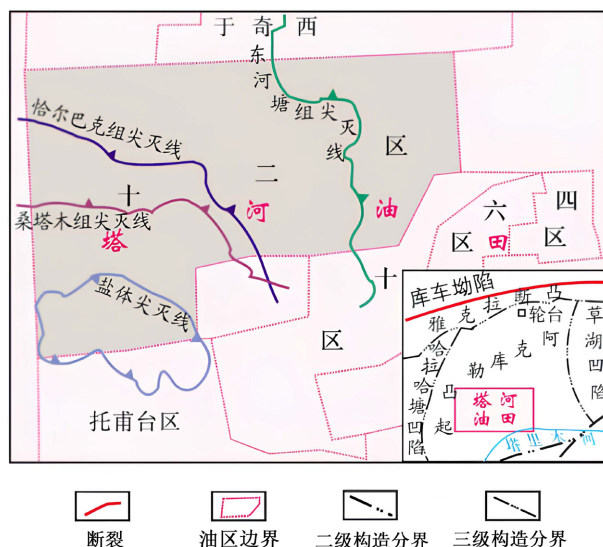 于奇西
东河塘组尖灭线
恰尔巴克组尖灭线
二
区
十
河
油
六
四
桑塔木组尖灭线
塔
区
田
区
盐体尖灭线
十
区
托甫台区
库车坳陷
雅克拉断凸
轮台
阿
库
克
勒
凸
起
哈拉哈塘凹陷
草湖凹陷
塔河
油田
塔里木河
断裂
油区边界
二级构造分界
三级构造分界